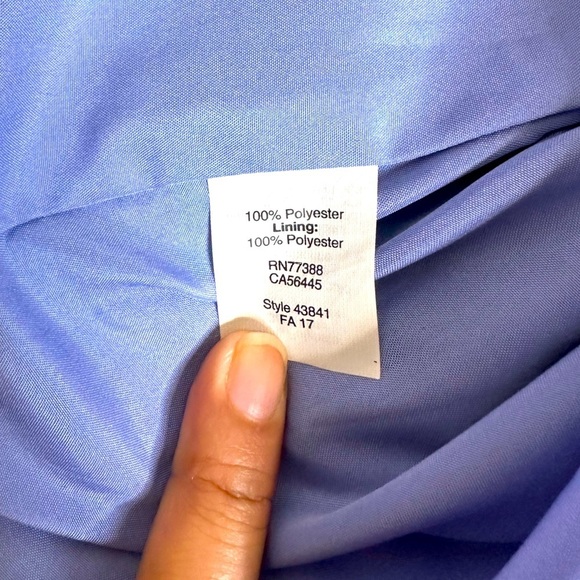 100% Polyester
Lining:
100% Polyester
RN77388
CA56445
Style 43841
FA 17